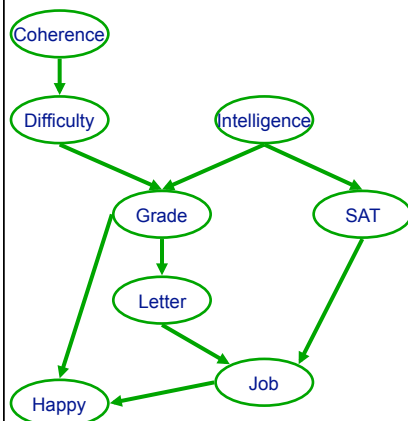 Coherence
Difficulty
Intelligence
Grade
SAT
Letter
Job
Happy